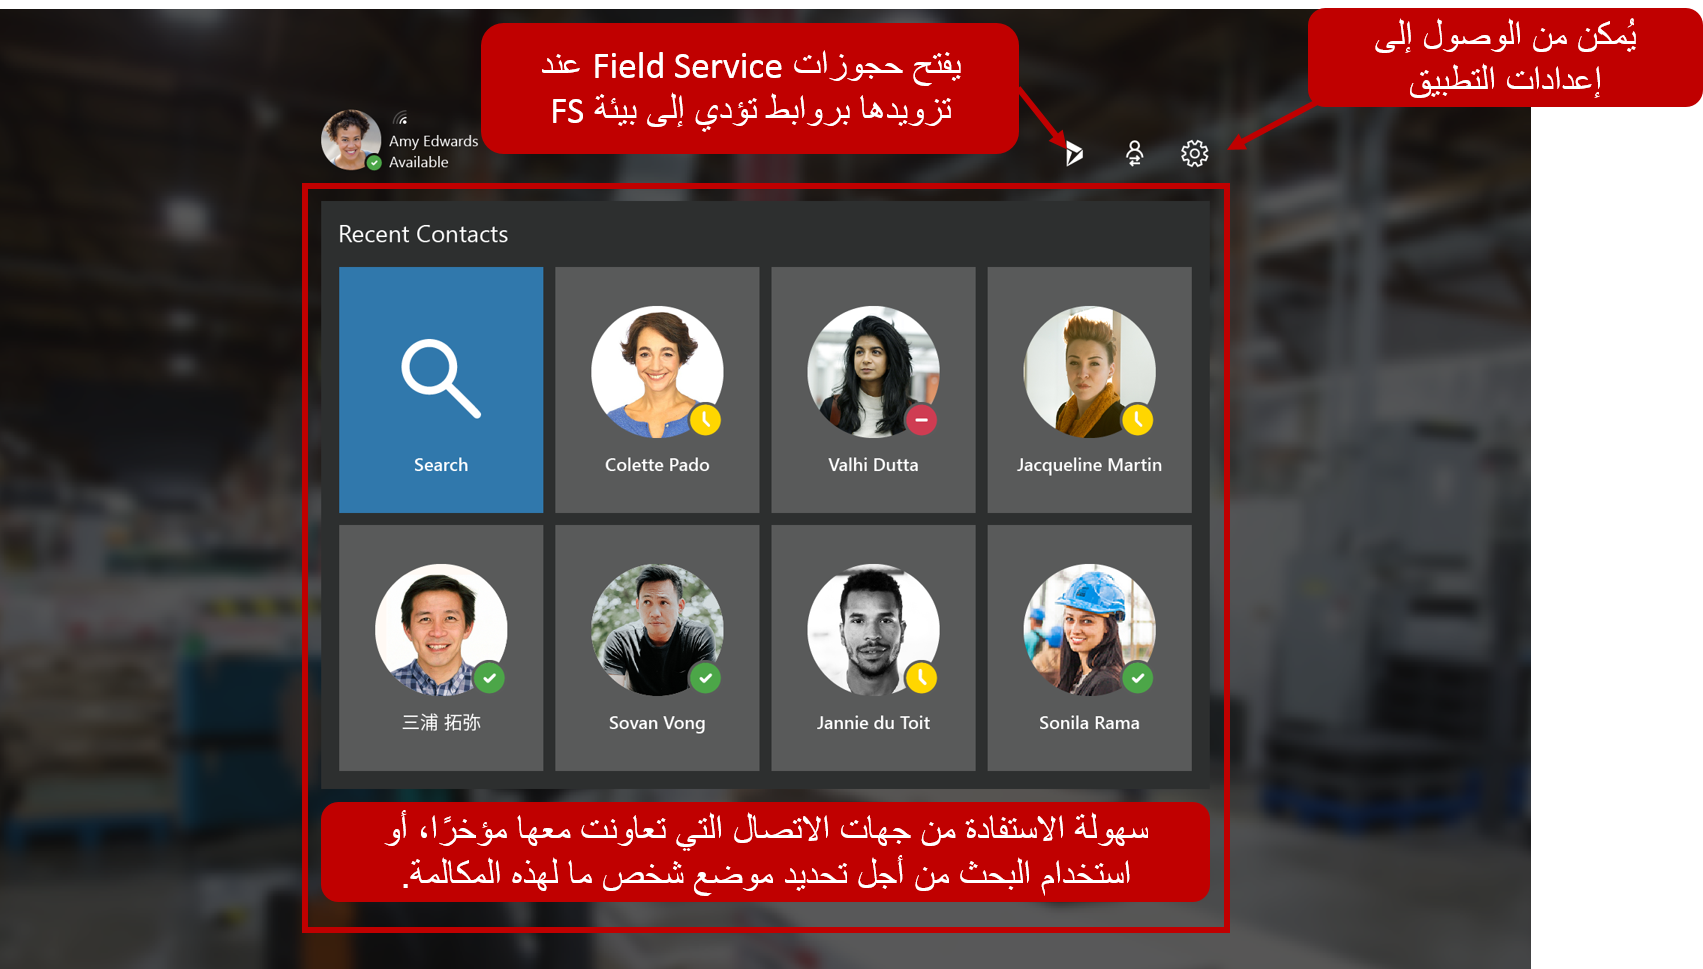 يُمكن من الوصول إلى
إعدادات التطبيق
يفتح حجوزات Field Service عند
تزويدها بروابط تؤدي إلى بيئة FS
Amy Edwards
Available
Recent Contacts
Search
Colette Pado
Valhi Dutta
Jacqueline Martin
三浦 拓弥
Sovan Vong
Jannie du Toit
Sonila Rama
سهولة الاستفادة من جهات الاتصال التي تعاونت معها مؤخرًا، أو
استخدام البحث من أجل تحديد موضع شخص ما لهذه المكالمة.